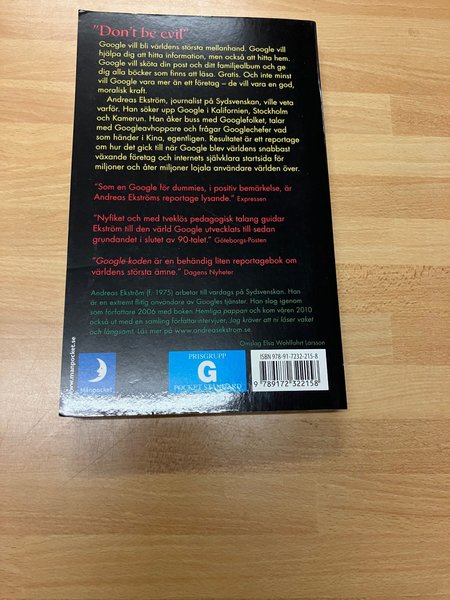 "Don't be evil"
Google vill bli världens största mellanhand. Google vill
hjälpa dig att hitta information, men också att hitta hem.
Google vill sköta din post och ditt familjealbum och ge
dig alla böcker som finns att läsa. Gratis. Och inte minst
vill Google vara mer än ett företag – de vill vara en god,
moralisk kraft.
Andreas Ekström, journalist på Sydsvenskan, ville veta
varför. Han söker upp Google i Kalifornien, Stockholm
och Kamerun. Han åker buss med Googlefolket, talar
med Googleavhoppare och frågar Googlechefer vad
som händer i Kina, egentligen. Resultatet är ett reportage
om hur det gick till när Google blev världens snabbast
växande företag och internets självklara startsida för
miljoner och åter miljoner lojala användare världen över.
"Som en Google för dummies, i positiv bemärkelse, är
Andreas Ekströms reportage lysande." Expressen
"Nyfiket och med tveklös pedagogisk talang guidar
Ekström till den värld Google utvecklats till sedan
grundandet i slutet av 90-talet." Göteborgs-Posten
"Google-koden är en behändig liten reportagebok om
världens största ämne." Dagens Nyheter
Andreas Ekström (f. 1975) arbetar till vardags på Sydsvenskan. Han
är en extremt flitig användare av Googles tjänster. Han slog igenom
som författare 2006 med boken Hemliga pappan och kom våren 2010
också ut med en samling författarintervjuer, Jag kräver att ni läser vaket
och långsamt. Läs mer på www.andreasekstrom.se.
Omslag Elsa Wohlfahrt Larsson
www.manpocket.se
Månpocket
PRISGRUPP
G
POCKET STANDARD
ISBN 978-91-7232-215-8
9 789172 322158